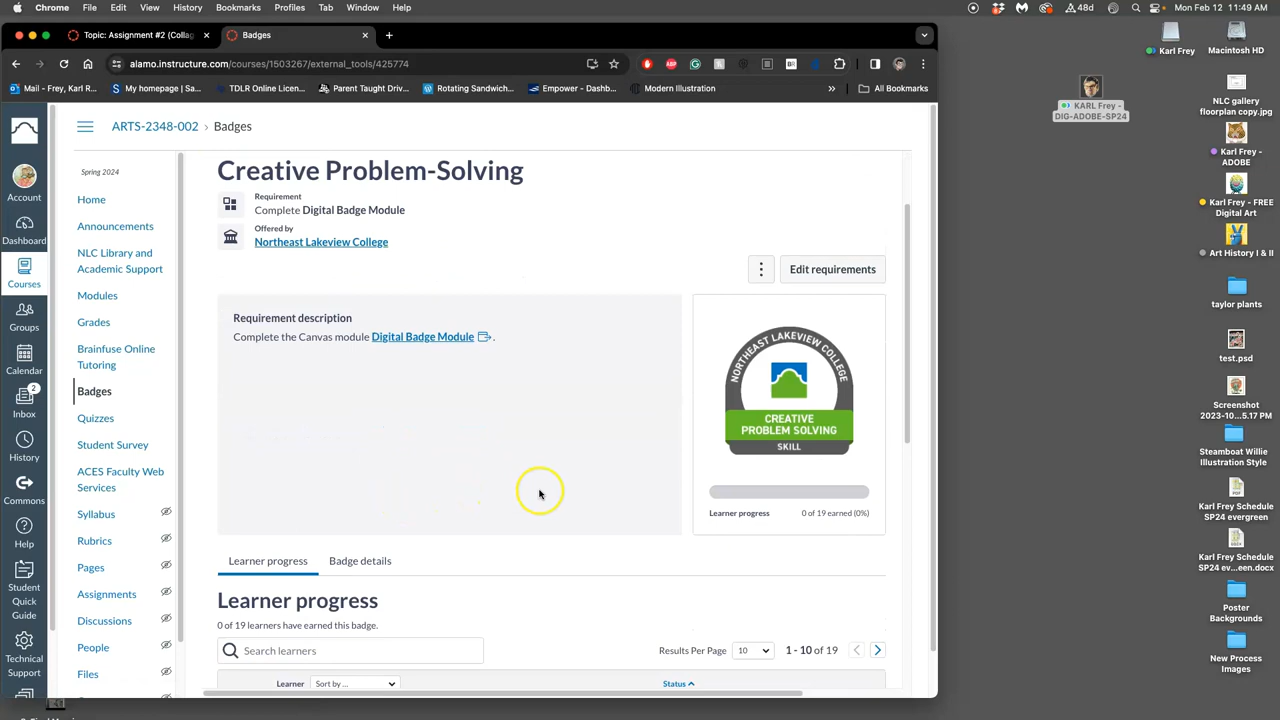 Chrome File Edit View History Bookmarks Profiles Tab Window Help
48d Mon Feb 12 11:49 AM
Topic: Assignment #2 (Collag
Badges
alamo.instructure.com/courses/1503267/external_tools/425774
Mail - Frey, Karl R... My homepage | Sa... TDLR Online Licen... Parent Taught Driv... Rotating Sandwich... Empower - Dashb... Modern Illustration » All Bookmarks
ARTS-2348-002 › Badges
Account
Dashboard
Courses
Groups
Calendar
2
Inbox
History
Commons
Help
Student
Quick
Guide
Technical
Support
Spring 2024
Home
Announcements
NLC Library and
Academic Support
Modules
Grades
Brainfuse Online
Tutoring
Badges
Quizzes
Student Survey
ACES Faculty Web
Services
Syllabus
Rubrics
Pages
Assignments
Discussions
People
Files
Creative Problem-Solving
Requirement
Complete Digital Badge Module
Offered by
Northeast Lakeview College
Edit requirements
Requirement description
Complete the Canvas module Digital Badge Module .
NORTHEAST LAKEVIEW COLLEGE
CREATIVE
PROBLEM SOLVING
SKILL
Learner progress 0 of 19 earned (0%)
Learner progress Badge details
Learner progress
0 of 19 learners have earned this badge.
Search learners
Results Per Page 10 1 - 10 of 19
Learner Sort by ... Status
KARL Frey -
DIG-ADOBE-SP24
Karl Frey
Macintosh HD
NLC gallery
floorplan copy.jpg
Karl Frey -
ADOBE
Karl Frey - FREE
Digital Art
Art History I & II
taylor plants
test.psd
Screenshot
2023-10...5.17 PM
Steamboat Willie
Illustration Style
Karl Frey Schedule
SP24 evergreen
Karl Frey Schedule
SP24 ev...een.docx
Poster
Backgrounds
New Process
Images